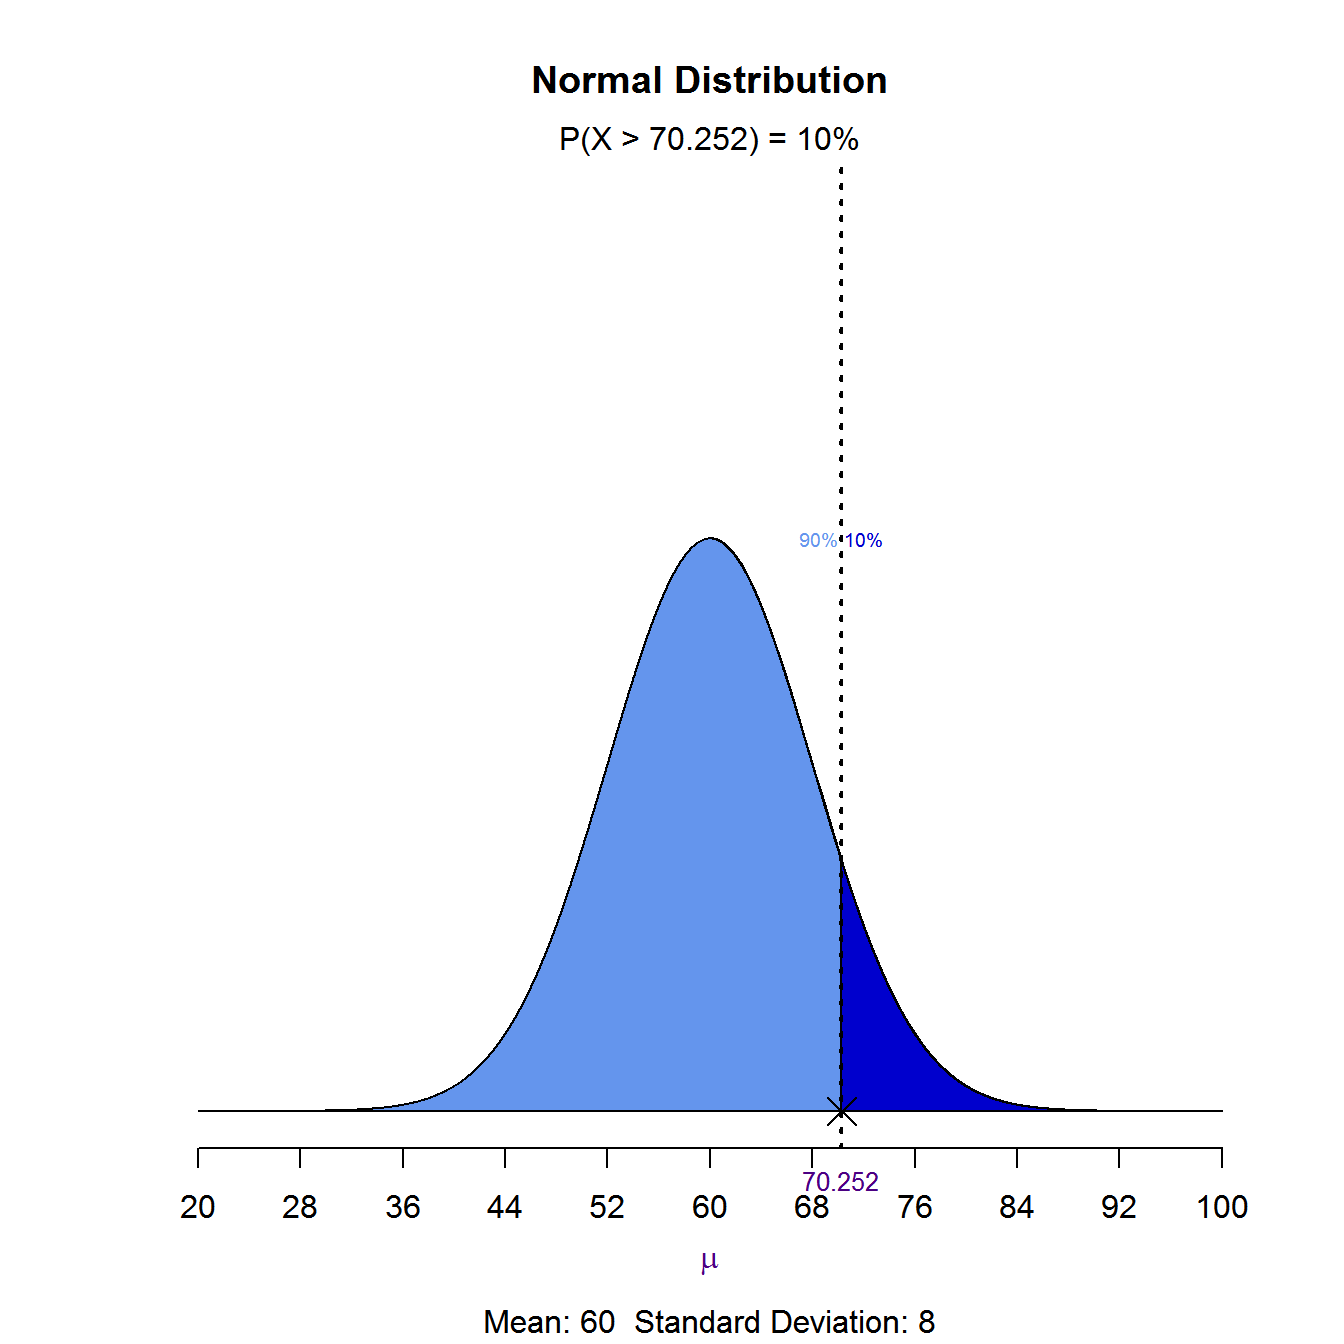 Normal Distribution
P(X > 70.252) = 10%
90% 10%
70.252
20 28 36 44 52 60 68 76 84 92 100
μ
Mean: 60 Standard Deviation: 8